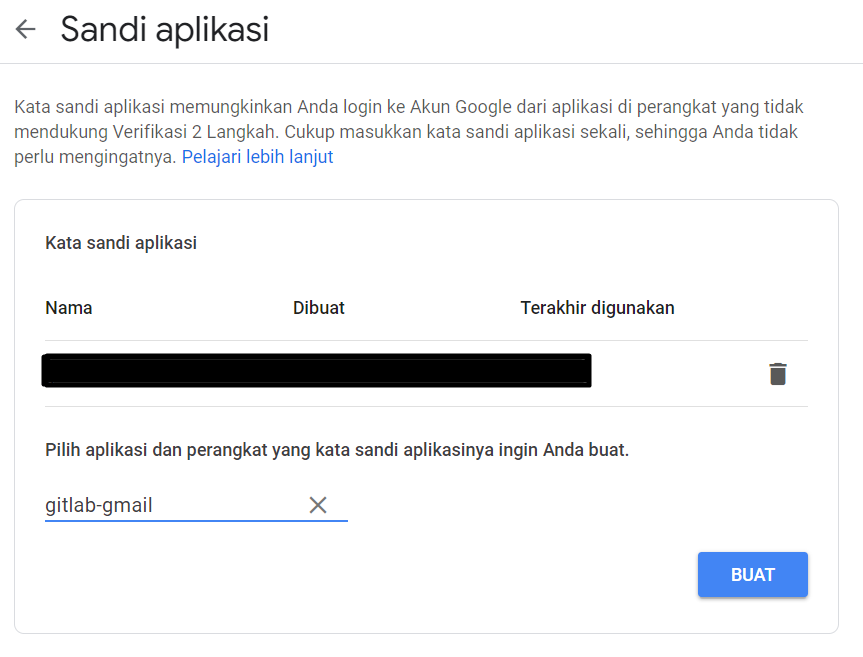 Sandi aplikasi
Kata sandi aplikasi memungkinkan Anda login ke Akun Google dari aplikasi di perangkat yang tidak
mendukung Verifikasi 2 Langkah. Cukup masukkan kata sandi aplikasi sekali, sehingga Anda tidak
perlu mengingatnya. Pelajari lebih lanjut
Kata sandi aplikasi
Nama Dibuat Terakhir digunakan
Pilih aplikasi dan perangkat yang kata sandi aplikasinya ingin Anda buat.
gitlab-gmail
BUAT